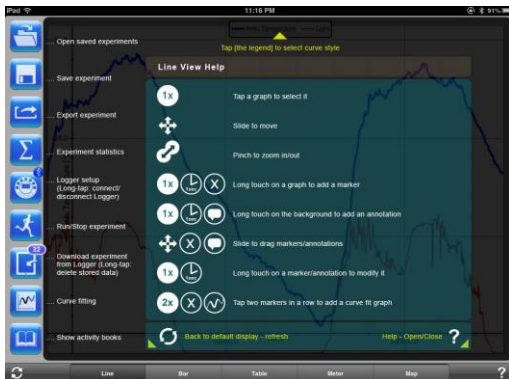 iPad
11:16 PM
91%
Tap [the legend] to select curve style
Open saved experiments
Save experiment
Export experiment
Experiment statistics
Logger setup
(Long-tap: connect/
disconnect Logger)
Run/Stop experiment
22
Download experiment
from Logger (Long-tap:
delete stored data)
Curve fitting
Show activity books
Line View Help
1x
Tap a graph to select it
Slide to move
Pinch to zoom in/out
1x X
Long touch on a graph to add a marker
1x
Long touch on the background to add an annotation
X
Slide to drag markers/annotations
1x
Long touch on a marker/annotation to modify it
2x X
Tap two markers in a row to add a curve fit graph
Back to default display - refresh
Help - Open/Close ?
Line Bar Table Meter Map ?